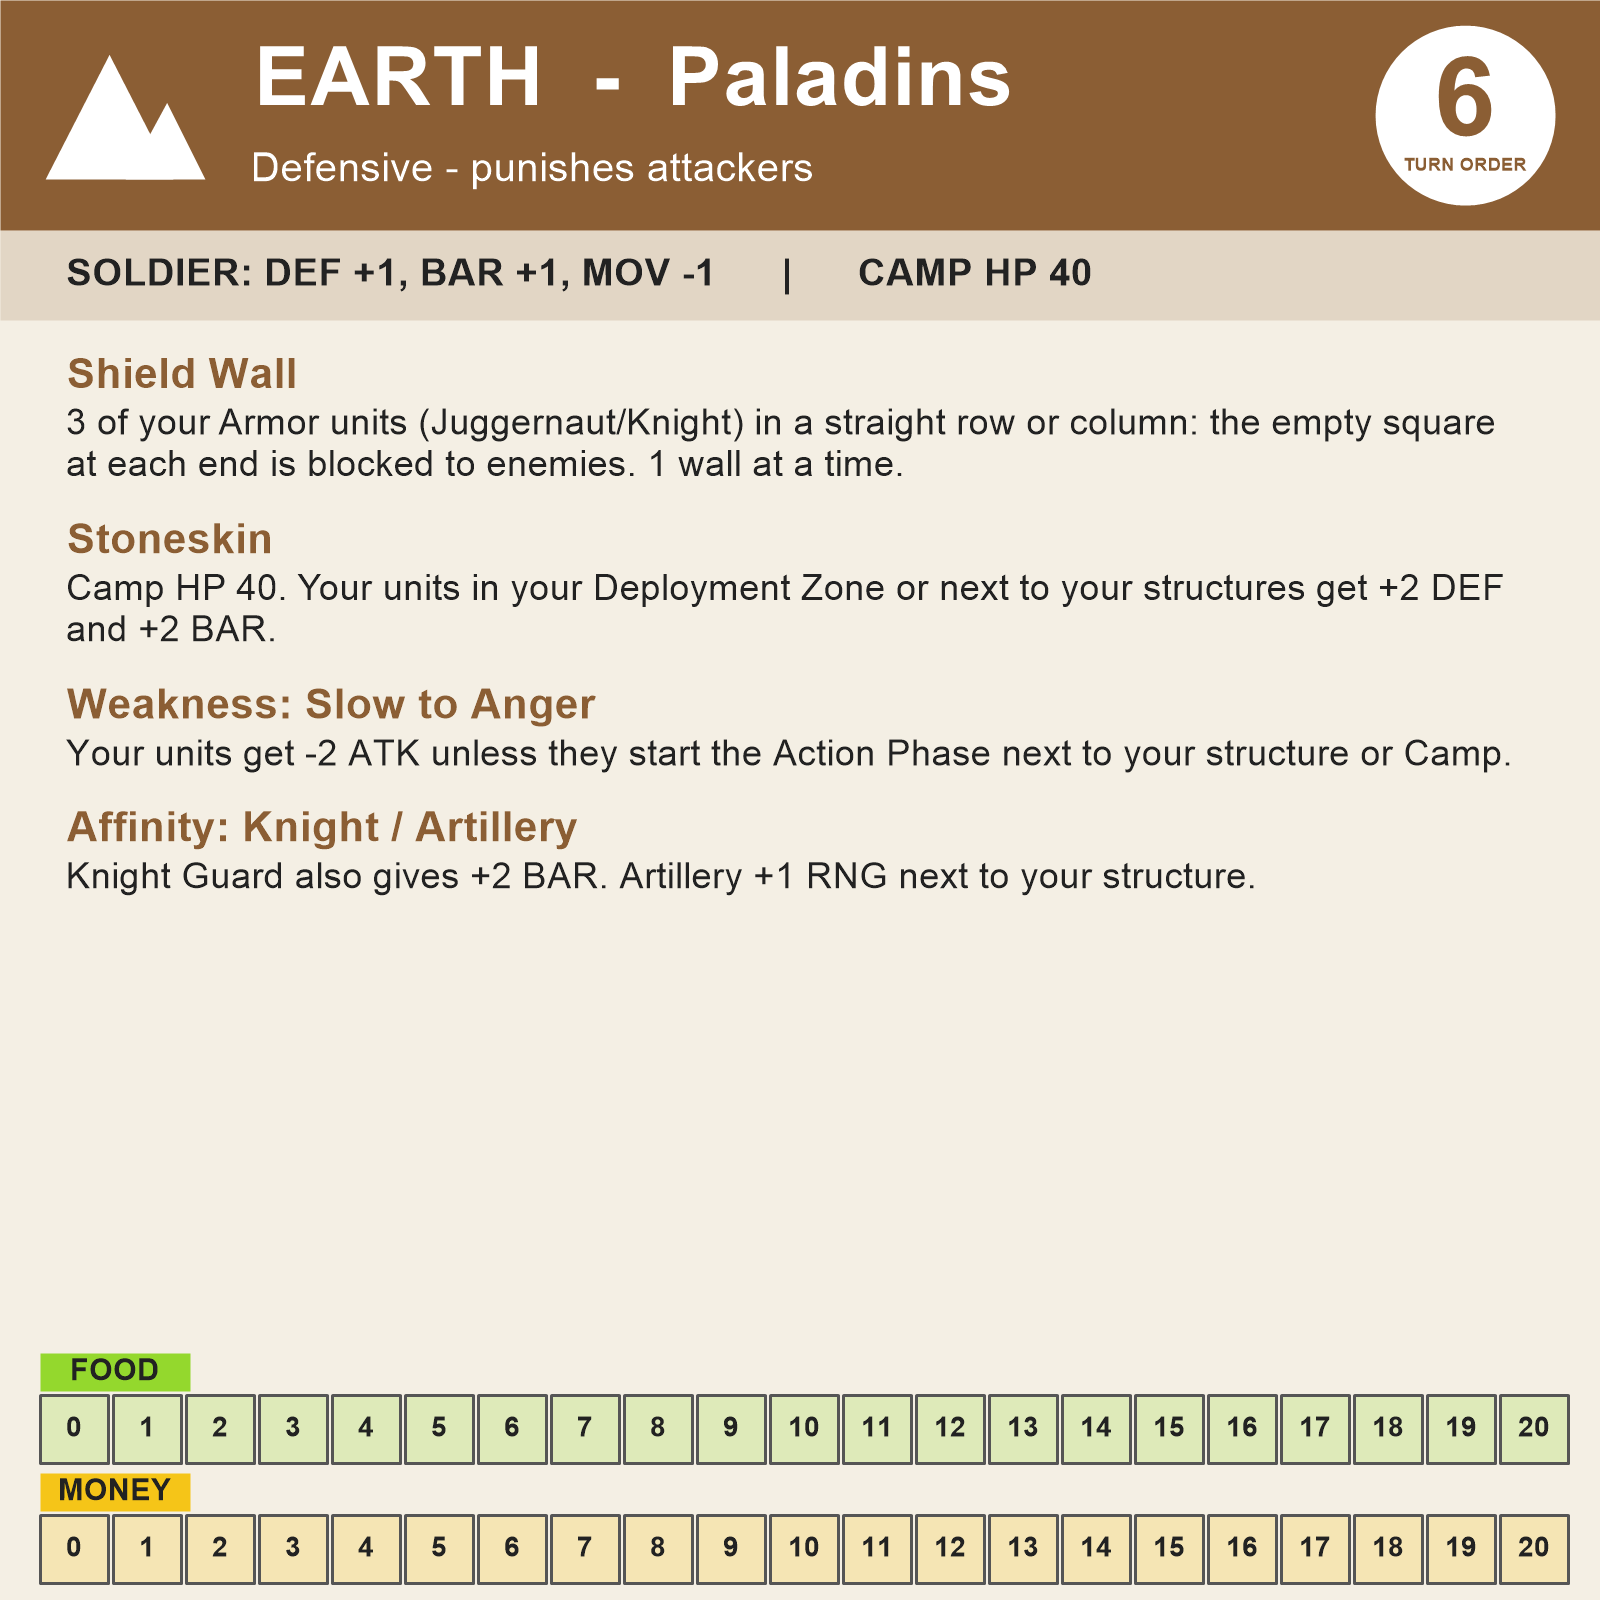 EARTH - Paladins
Defensive - punishes attackers
6
TURN ORDER
SOLDIER: DEF +1, BAR +1, MOV -1 | CAMP HP 40
Shield Wall
3 of your Armor units (Juggernaut/Knight) in a straight row or column: the empty square
at each end is blocked to enemies. 1 wall at a time.
Stoneskin
Camp HP 40. Your units in your Deployment Zone or next to your structures get +2 DEF
and +2 BAR.
Weakness: Slow to Anger
Your units get -2 ATK unless they start the Action Phase next to your structure or Camp.
Affinity: Knight / Artillery
Knight Guard also gives +2 BAR. Artillery +1 RNG next to your structure.
FOOD
0 1 2 3 4 5 6 7 8 9 10 11 12 13 14 15 16 17 18 19 20
MONEY
0 1 2 3 4 5 6 7 8 9 10 11 12 13 14 15 16 17 18 19 20